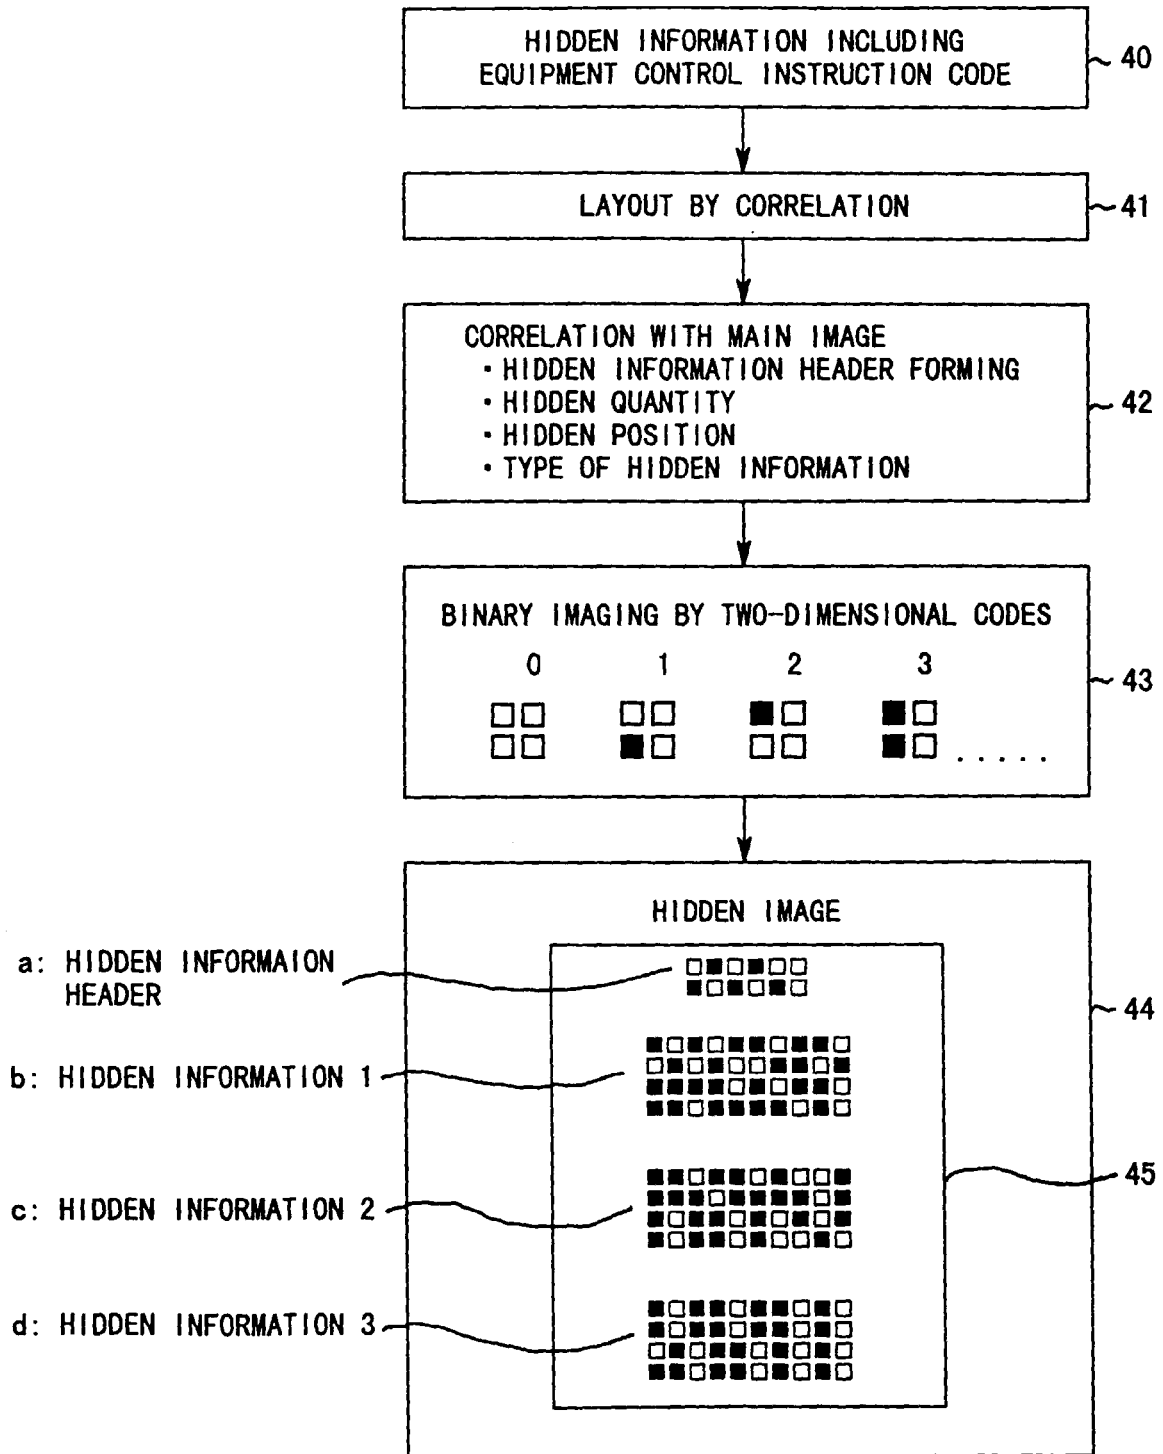 HIDDEN INFORMATION INCLUDING
EQUIPMENT CONTROL INSTRUCTION CODE
40
LAYOUT BY CORRELATION
41
CORRELATION WITH MAIN IMAGE
・HIDDEN INFORMATION HEADER FORMING
・HIDDEN QUANTITY
・HIDDEN POSITION
・TYPE OF HIDDEN INFORMATION
42
BINARY IMAGING BY TWO-DIMENSIONAL CODES
0 1 2 3
.....
43
HIDDEN IMAGE
a: HIDDEN INFORMAION
HEADER
44
b: HIDDEN INFORMATION 1
45
c: HIDDEN INFORMATION 2
d: HIDDEN INFORMATION 3